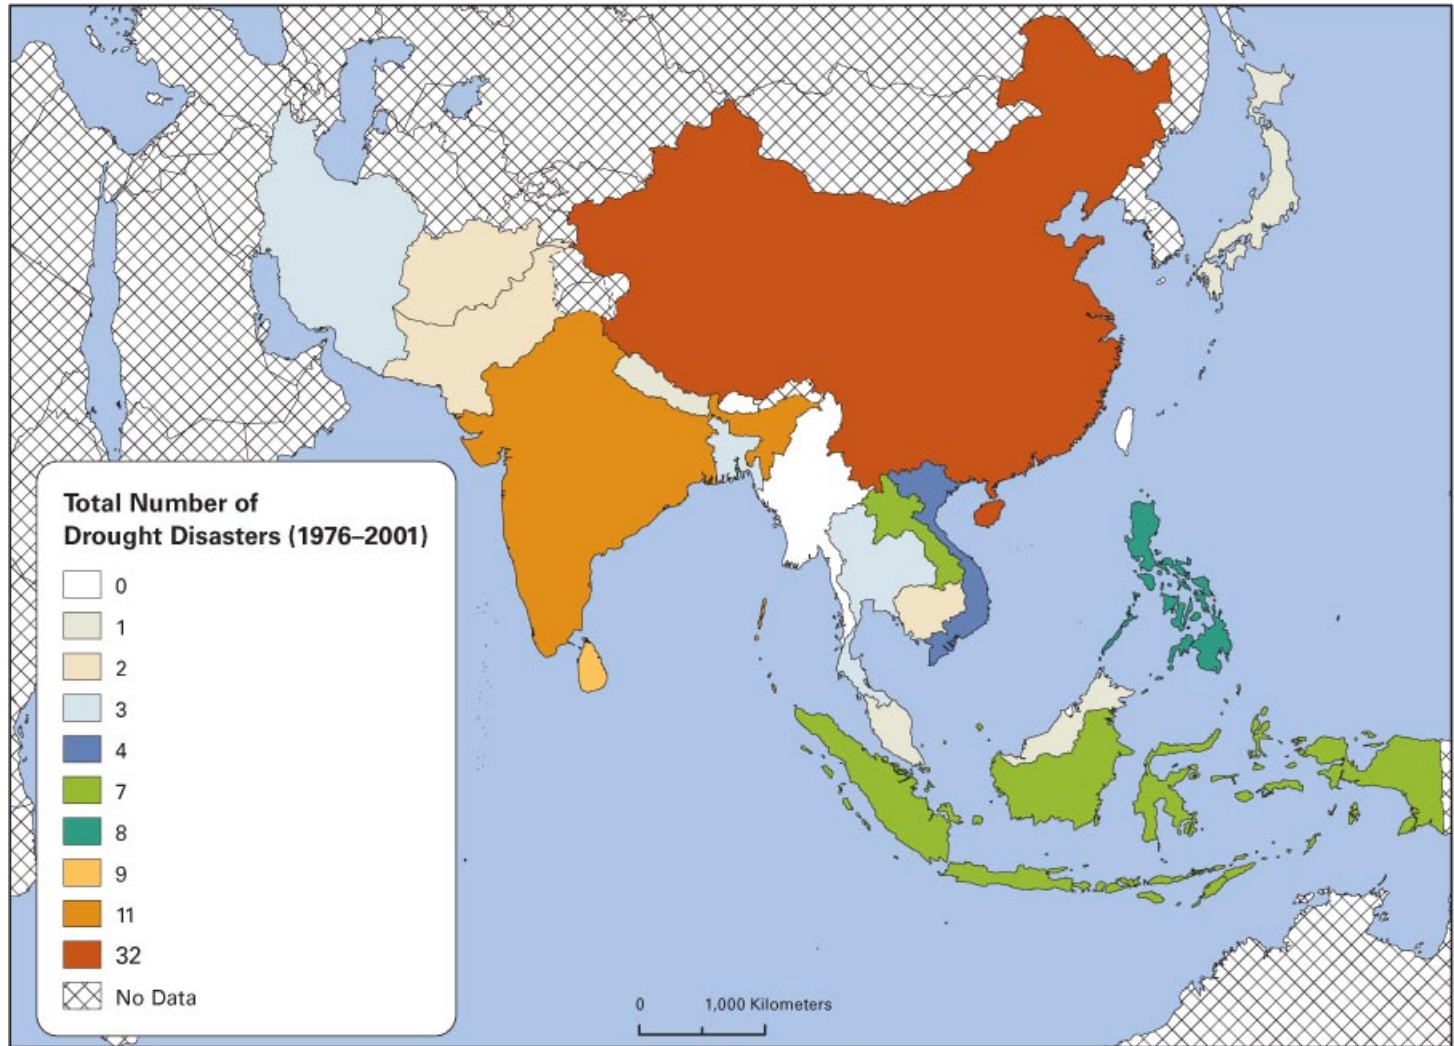 Total Number of
Drought Disasters (1976–2001)
0
1
2
3
4
7
8
9
11
32
No Data
0 1,000 Kilometers